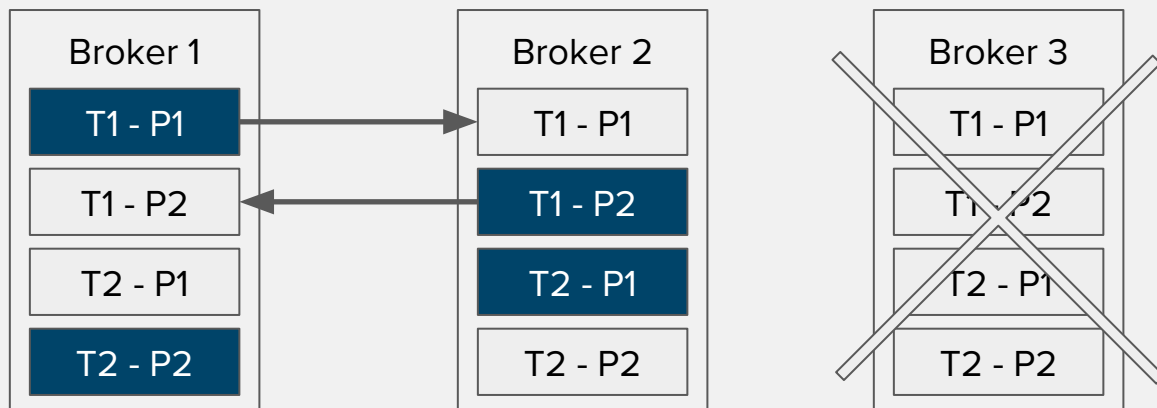 Broker 1
T1 - P1
T1 - P2
T2 - P1
T2 - P2
Broker 2
T1 - P1
T1 - P2
T2 - P1
T2 - P2
Broker 3
T1 - P1
T1 - P2
T2 - P1
T2 - P2